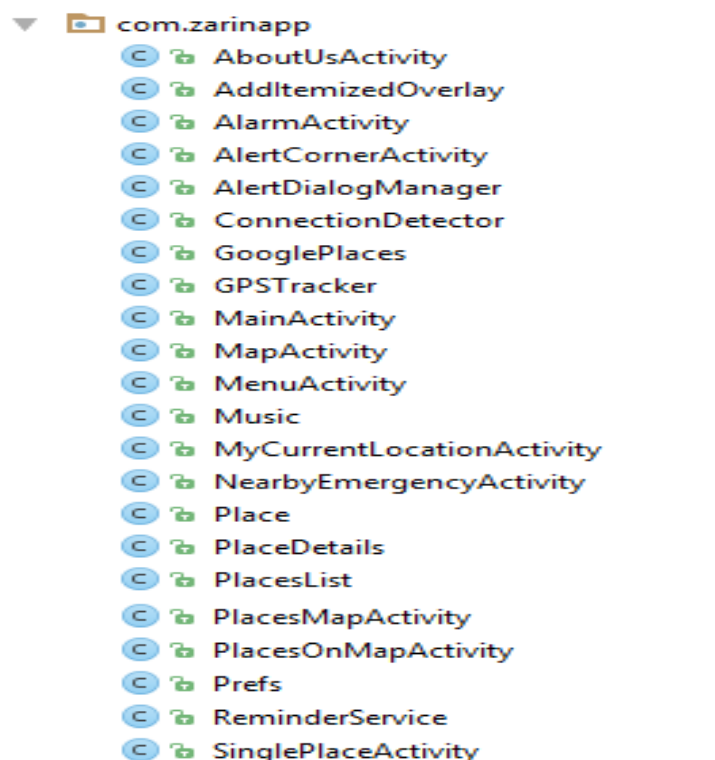 com.zarinapp
AboutUsActivity
AddItemizedOverlay
AlarmActivity
AlertCornerActivity
AlertDialogManager
ConnectionDetector
GooglePlaces
GPSTracker
MainActivity
MapActivity
MenuActivity
Music
MyCurrentLocationActivity
NearbyEmergencyActivity
Place
PlaceDetails
PlacesList
PlacesMapActivity
PlacesOnMapActivity
Prefs
ReminderService
SinglePlaceActivity